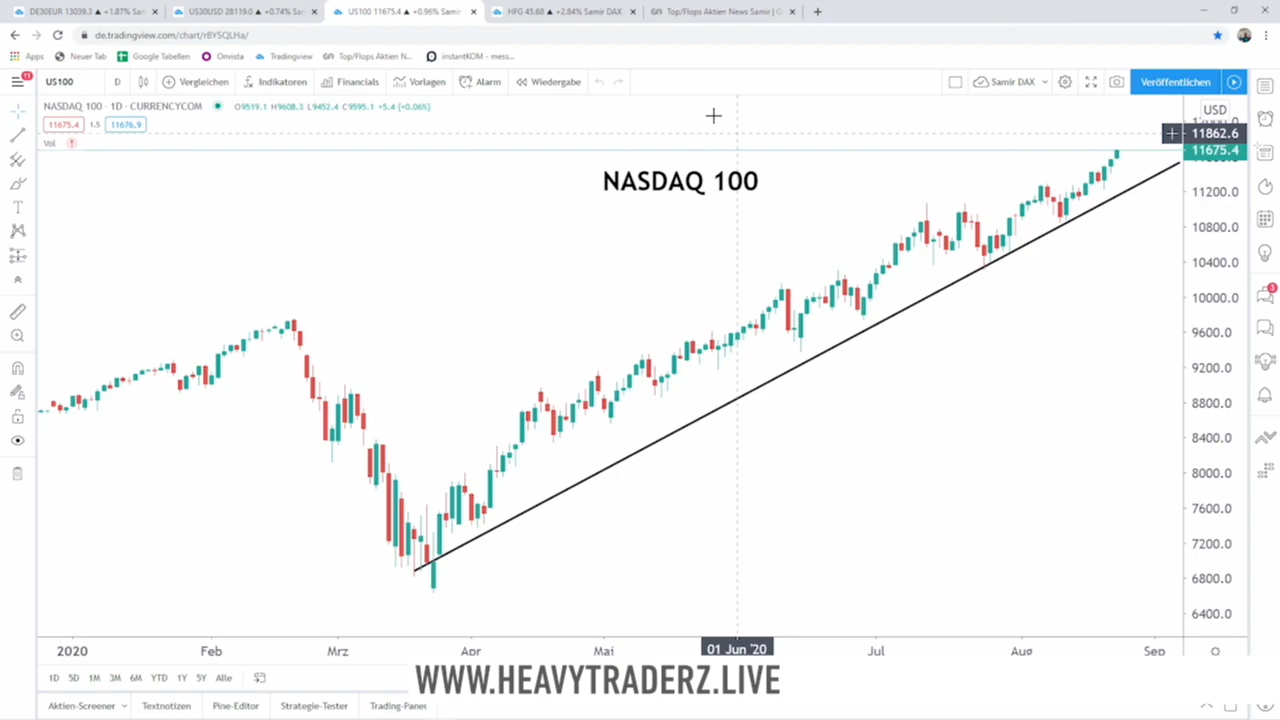 DE30EUR 13039.3 ▲ +1.87% Sam
US30USD 28119.0 ▲ +0.74% Sami
US100 11675.4 ▲ +0.96% Samir
HFG 45.68 ▲ +2.84% Samir DAX
Top/Flops Aktien News Samir | G
de.tradingview.com/chart/rBY5QLHa/
Apps Neuer Tab Google Tabellen Onvista Tradingview Top/Flops Aktien N... instantKOM - mess...
11 US100 D Vergleichen Indikatoren Financials Vorlagen Alarm Wiedergabe Samir DAX Veröffentlichen
NASDAQ 100 · 1D · CURRENCYCOM O9519.1 H9608.3 L9452.4 C9595.1 +5.4 (+0.06%)
USD
11675.4 1.5 11676.9
11862.6
Vol
11675.4
NASDAQ 100
11200.0
10800.0
10400.0
3
10000.0
9600.0
9200.0
8800.0
8400.0
8000.0
7600.0
7200.0
6800.0
6400.0
2020 Feb Mrz Apr Mai 01 Jun '20 Jul Aug Sep
1D 5D 1M 3M 6M YTD 1Y 5Y Alle
WWW.HEAVYTRADERZ.LIVE
Aktien-Screener Textnotizen Pine-Editor Strategie-Tester Trading-Panel